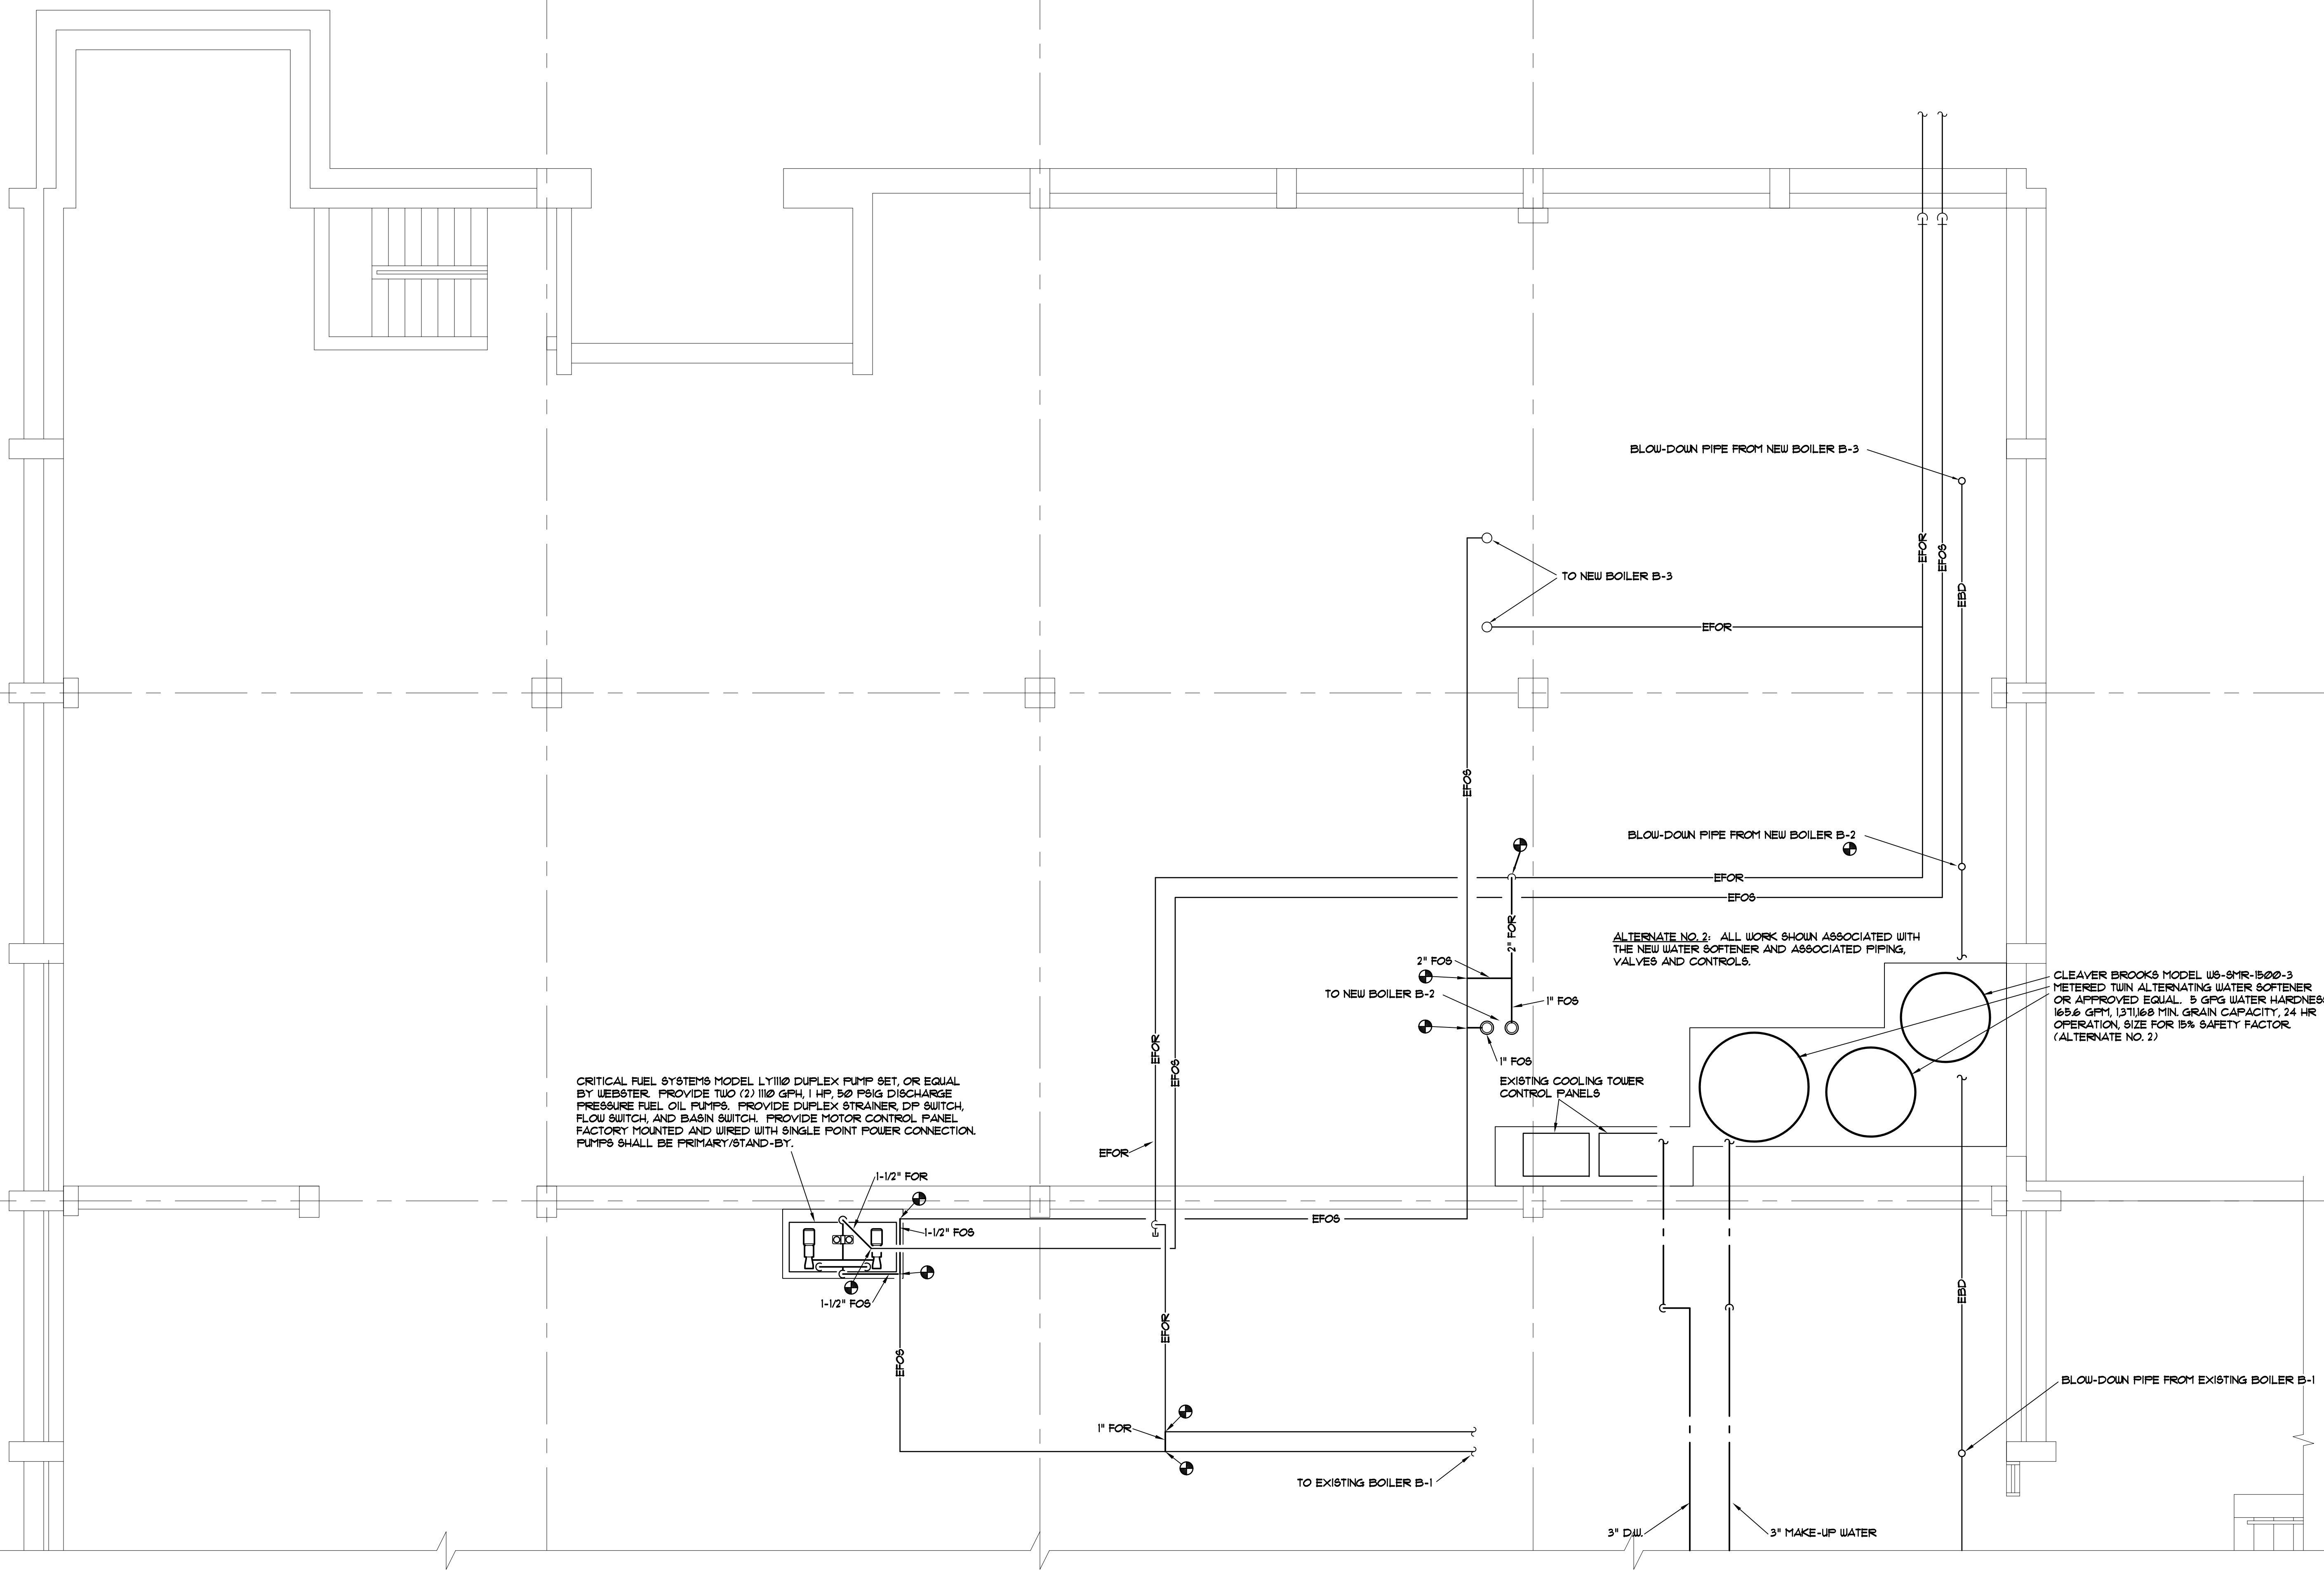 BLOW-DOWN PIPE FROM NEW BOILER B-3
EFOR
EFOS
EBD
TO NEW BOILER B-3
EFOR
EFOS
BLOW-DOWN PIPE FROM NEW BOILER B-2
EFOR
EFOS
2" FOR
ALTERNATE NO. 2: ALL WORK SHOWN ASSOCIATED WITH
THE NEW WATER SOFTENER AND ASSOCIATED PIPING,
VALVES AND CONTROLS.
2" FOS
TO NEW BOILER B-2
1" FOS
1" FOS
CLEAVER BROOKS MODEL WS-SMR-1500-3
METERED TWIN ALTERNATING WATER SOFTENER
OR APPROVED EQUAL. 5 GPG WATER HARDNES
165.6 GPM, 1,371,168 MIN. GRAIN CAPACITY, 24 HR
OPERATION, SIZE FOR 15% SAFETY FACTOR.
(ALTERNATE NO. 2)
EXISTING COOLING TOWER
CONTROL PANELS
EFOR
EFOS
CRITICAL FUEL SYSTEMS MODEL LY1110 DUPLEX PUMP SET, OR EQUAL
BY WEBSTER. PROVIDE TWO (2) 1110 GPH, 1 HP, 50 PSIG DISCHARGE
PRESSURE FUEL OIL PUMPS. PROVIDE DUPLEX STRAINER, DP SWITCH,
FLOW SWITCH, AND BASIN SWITCH. PROVIDE MOTOR CONTROL PANEL
FACTORY MOUNTED AND WIRED WITH SINGLE POINT POWER CONNECTION.
PUMPS SHALL BE PRIMARY/STAND-BY.
EFOR
1-1/2" FOR
1-1/2" FOS
EFOS
1-1/2" FOS
EFOS
EFOR
EBD
BLOW-DOWN PIPE FROM EXISTING BOILER B-1
1" FOR
TO EXISTING BOILER B-1
3" D.W.
3" MAKE-UP WATER